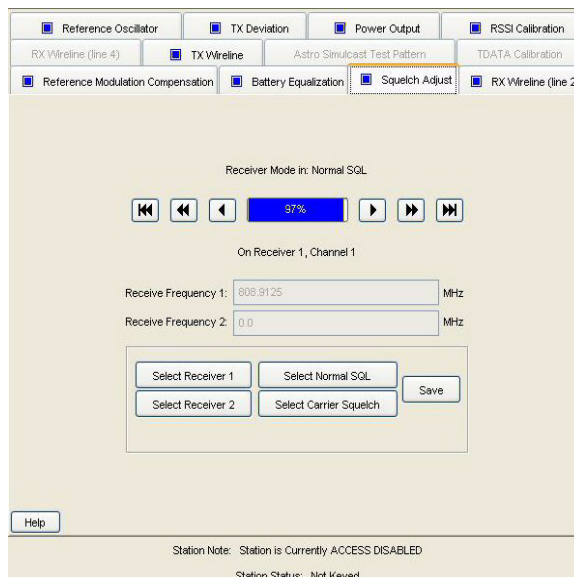 Reference Oscillator TX Deviation Power Output RSSI Calibration
RX Wireline (line 4) TX Wireline Astro Simulcast Test Pattern TDATA Calibration
Reference Modulation Compensation Battery Equalization Squelch Adjust RX Wireline (line 2
Receiver Mode in: Normal SQL
97%
On Receiver 1, Channel 1
Receive Frequency 1: 808.9125 MHz
Receive Frequency 2: 0.0 MHz
Select Receiver 1 Select Normal SQL
Save
Select Receiver 2 Select Carrier Squelch
Help
Station Note: Station is Currently ACCESS DISABLED
Station Status: Not Keyed